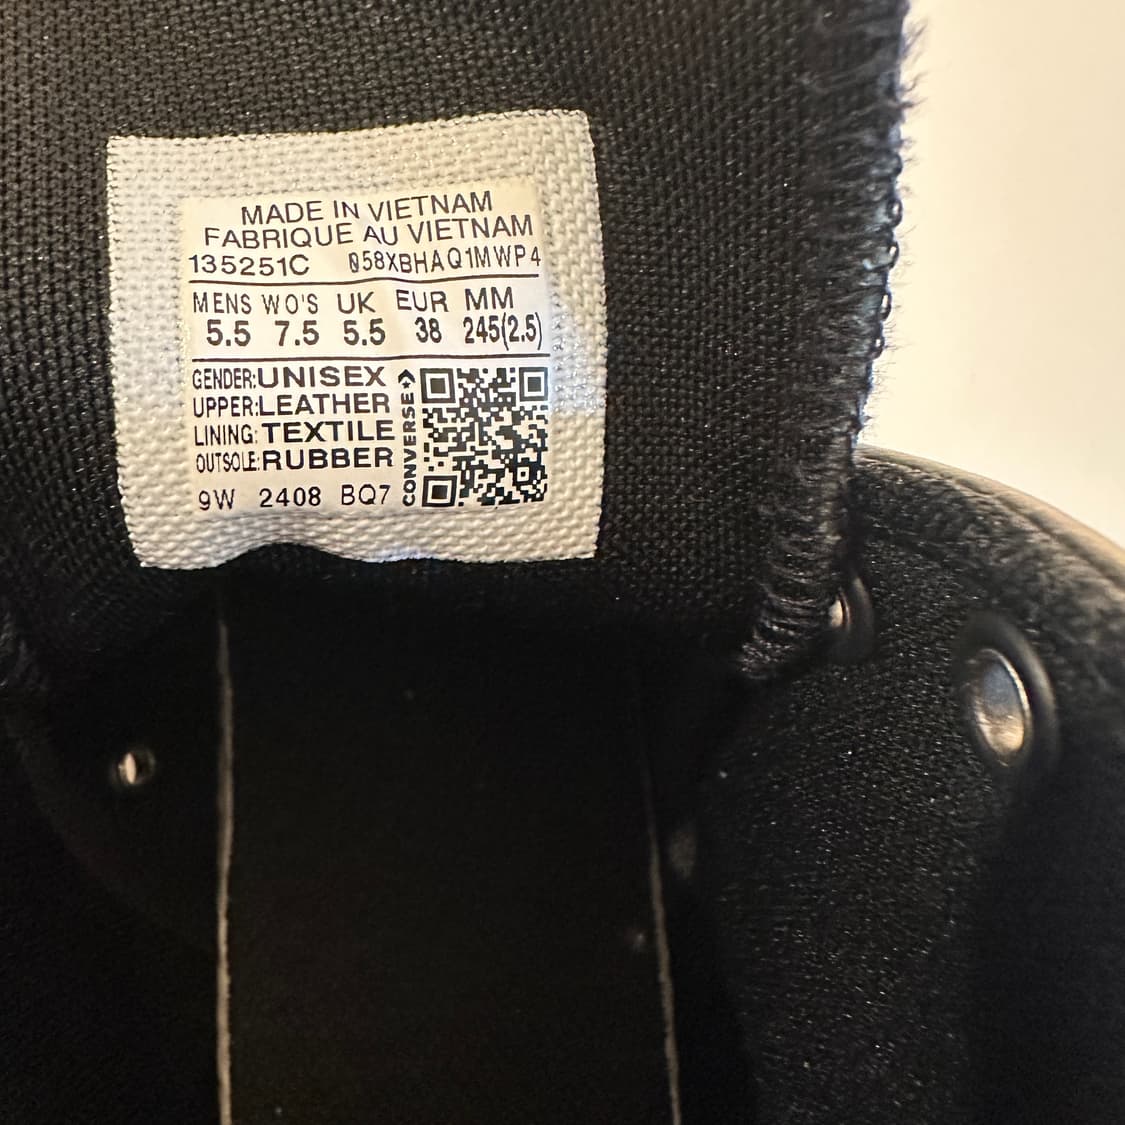 MADE IN VIETNAM
FABRIQUE AU VIETNAM
135251C 058XBHAQ1MWP4
MENS WO'S UK EUR MM
5.5 7.5 5.5 38 245(2.5)
GENDER:UNISEX
UPPER:LEATHER
LINING:TEXTILE
OUTSOLE:RUBBER
9W 2408 BQ7
CONVERSE